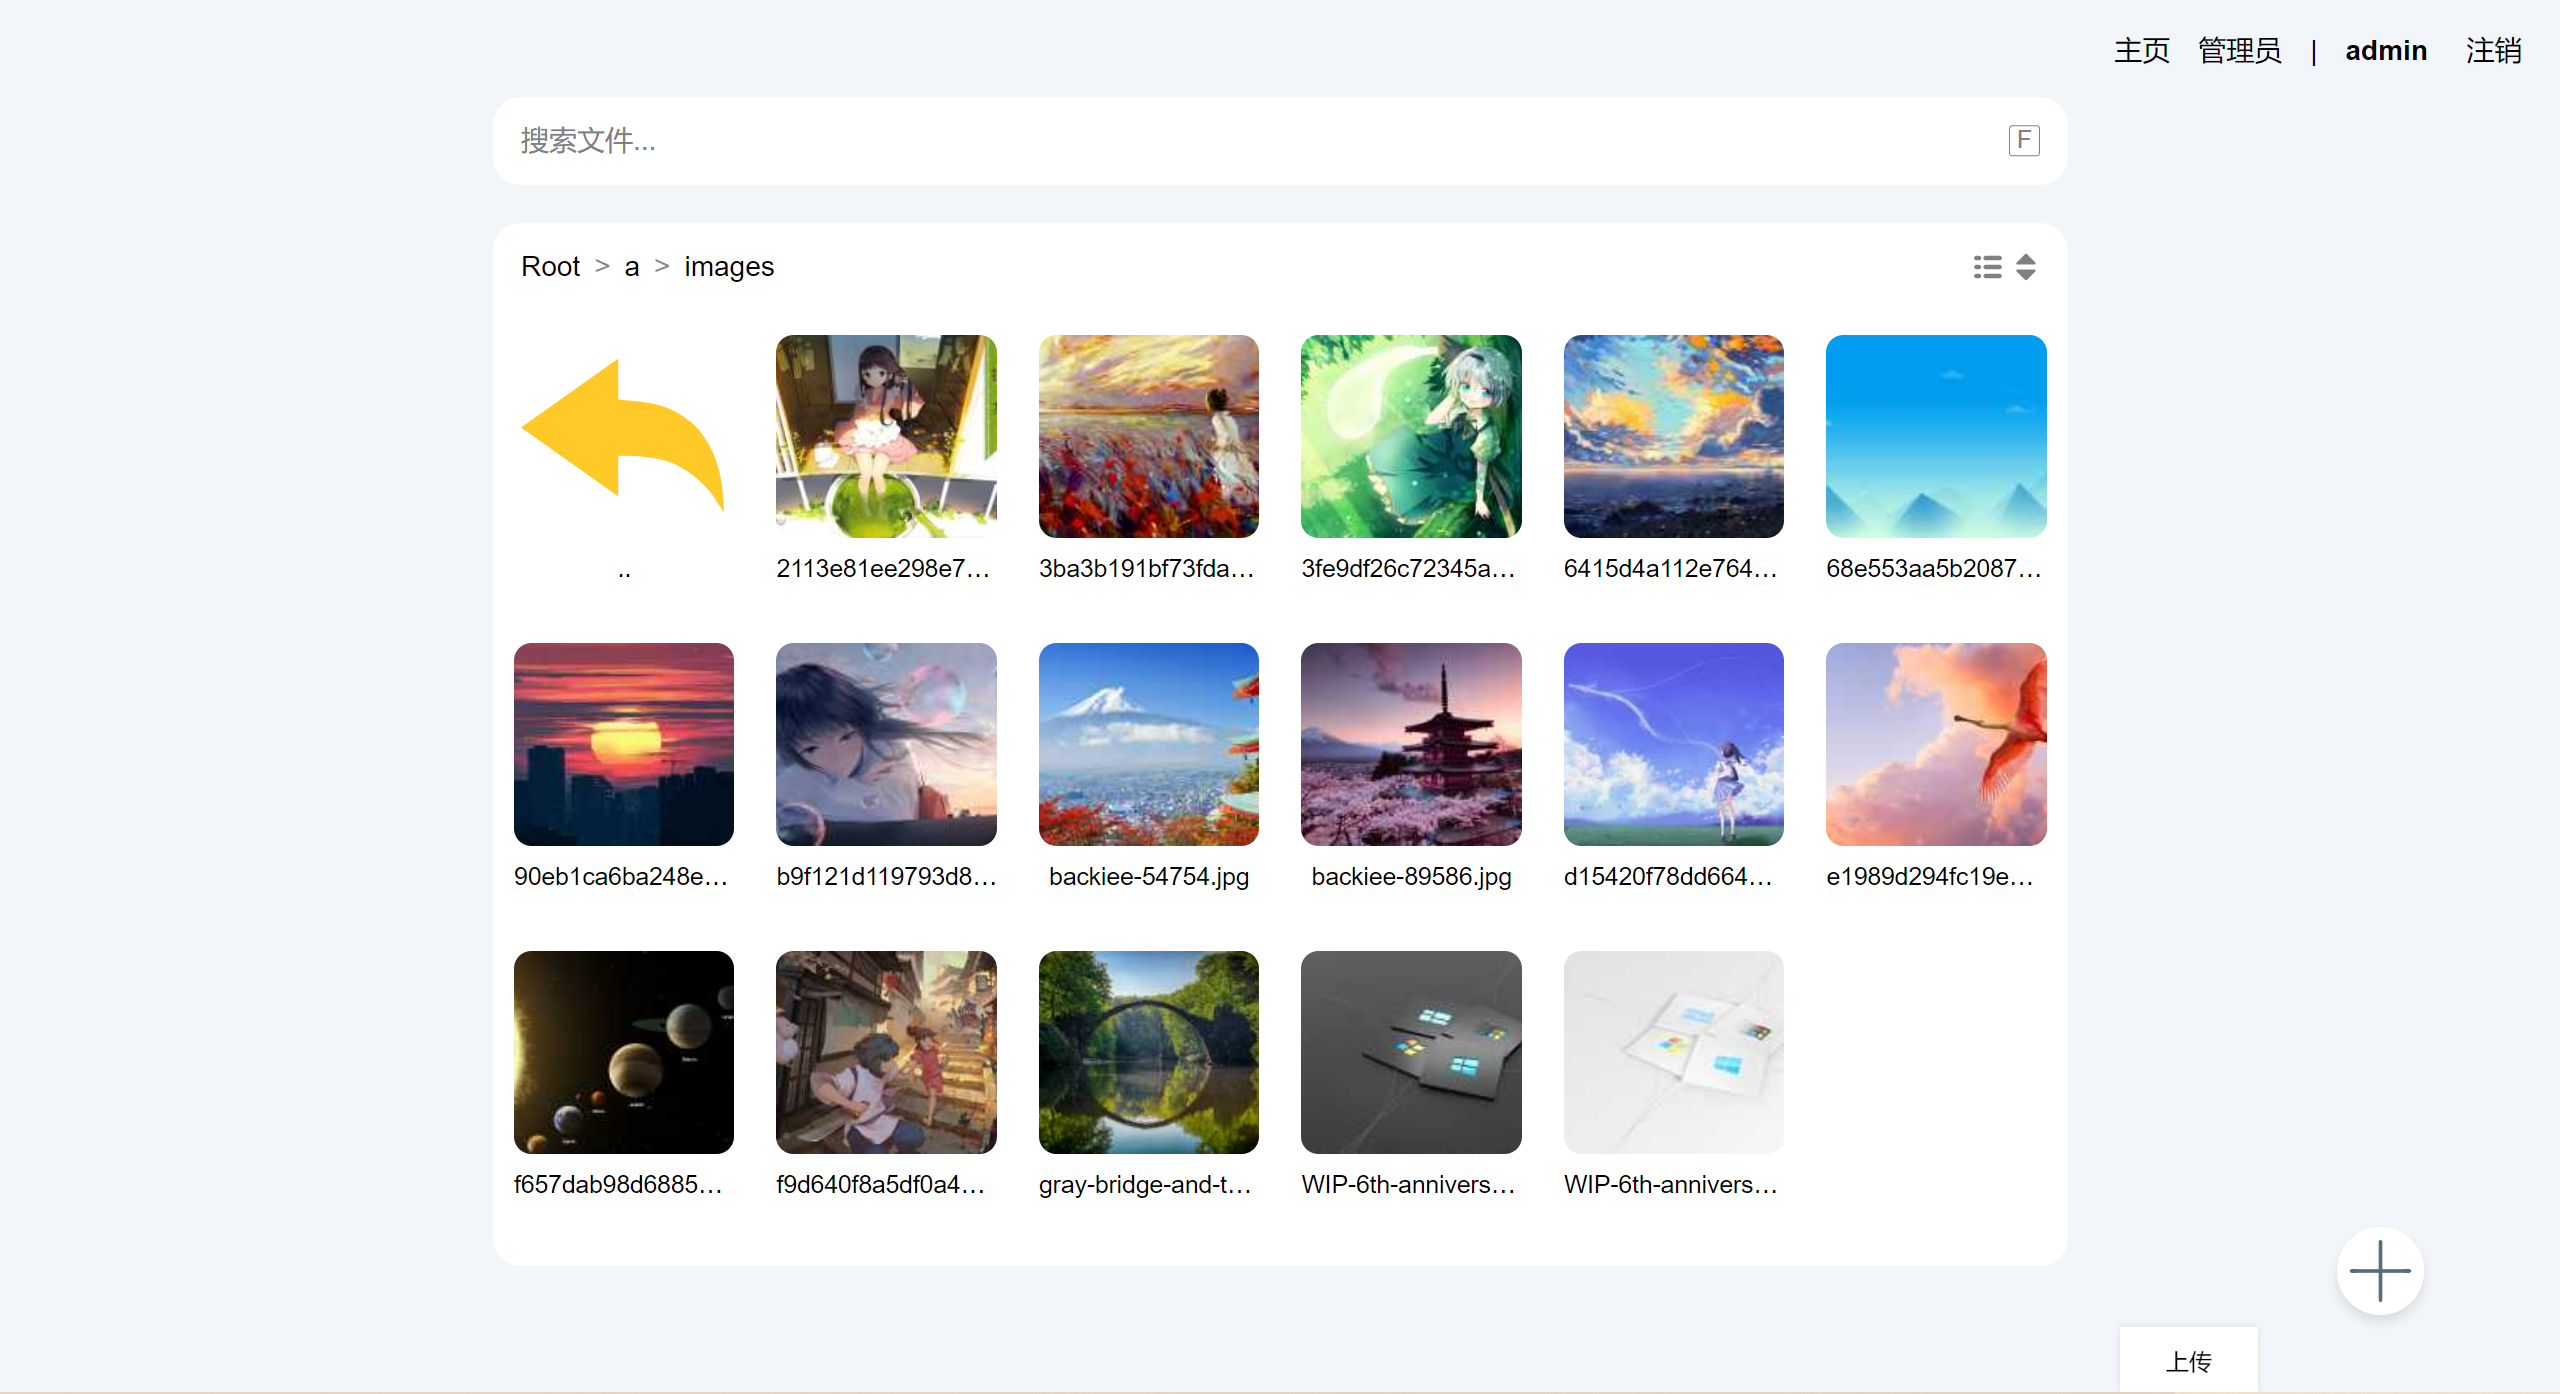 主页 管理员 | admin 注销
搜索文件... F
Root > a > images
.. 2113e81ee298e7... 3ba3b191bf73fda... 3fe9df26c72345a... 6415d4a112e764... 68e553aa5b2087...
90eb1ca6ba248e... b9f121d119793d8... backiee-54754.jpg backiee-89586.jpg d15420f78dd664... e1989d294fc19e...
f657dab98d6885... f9d640f8a5df0a4... gray-bridge-and-t... WIP-6th-annivers... WIP-6th-annivers...
上传